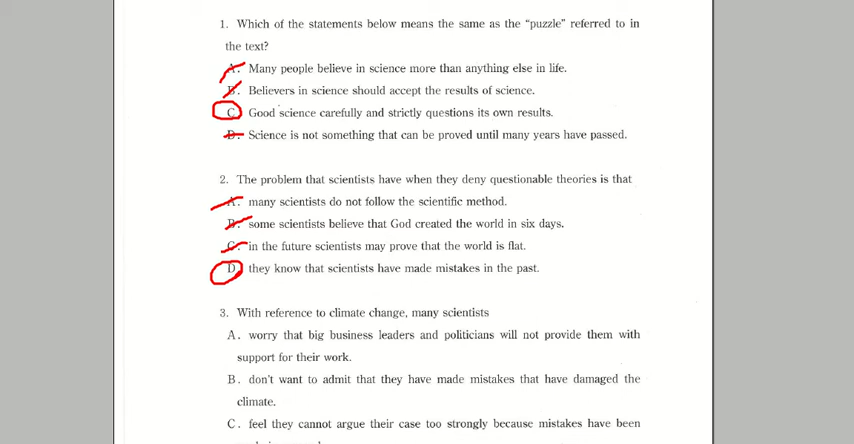 1. Which of the statements below means the same as the “puzzle” referred to in
the text?
A. Many people believe in science more than anything else in life.
B. Believers in science should accept the results of science.
C. Good science carefully and strictly questions its own results.
D. Science is not something that can be proved until many years have passed.
2. The problem that scientists have when they deny questionable theories is that
A. many scientists do not follow the scientific method.
B. some scientists believe that God created the world in six days.
C. in the future scientists may prove that the world is flat.
D. they know that scientists have made mistakes in the past.
3. With reference to climate change, many scientists
A. worry that big business leaders and politicians will not provide them with
support for their work.
B. don't want to admit that they have made mistakes that have damaged the
climate.
C. feel they cannot argue their case too strongly because mistakes have been